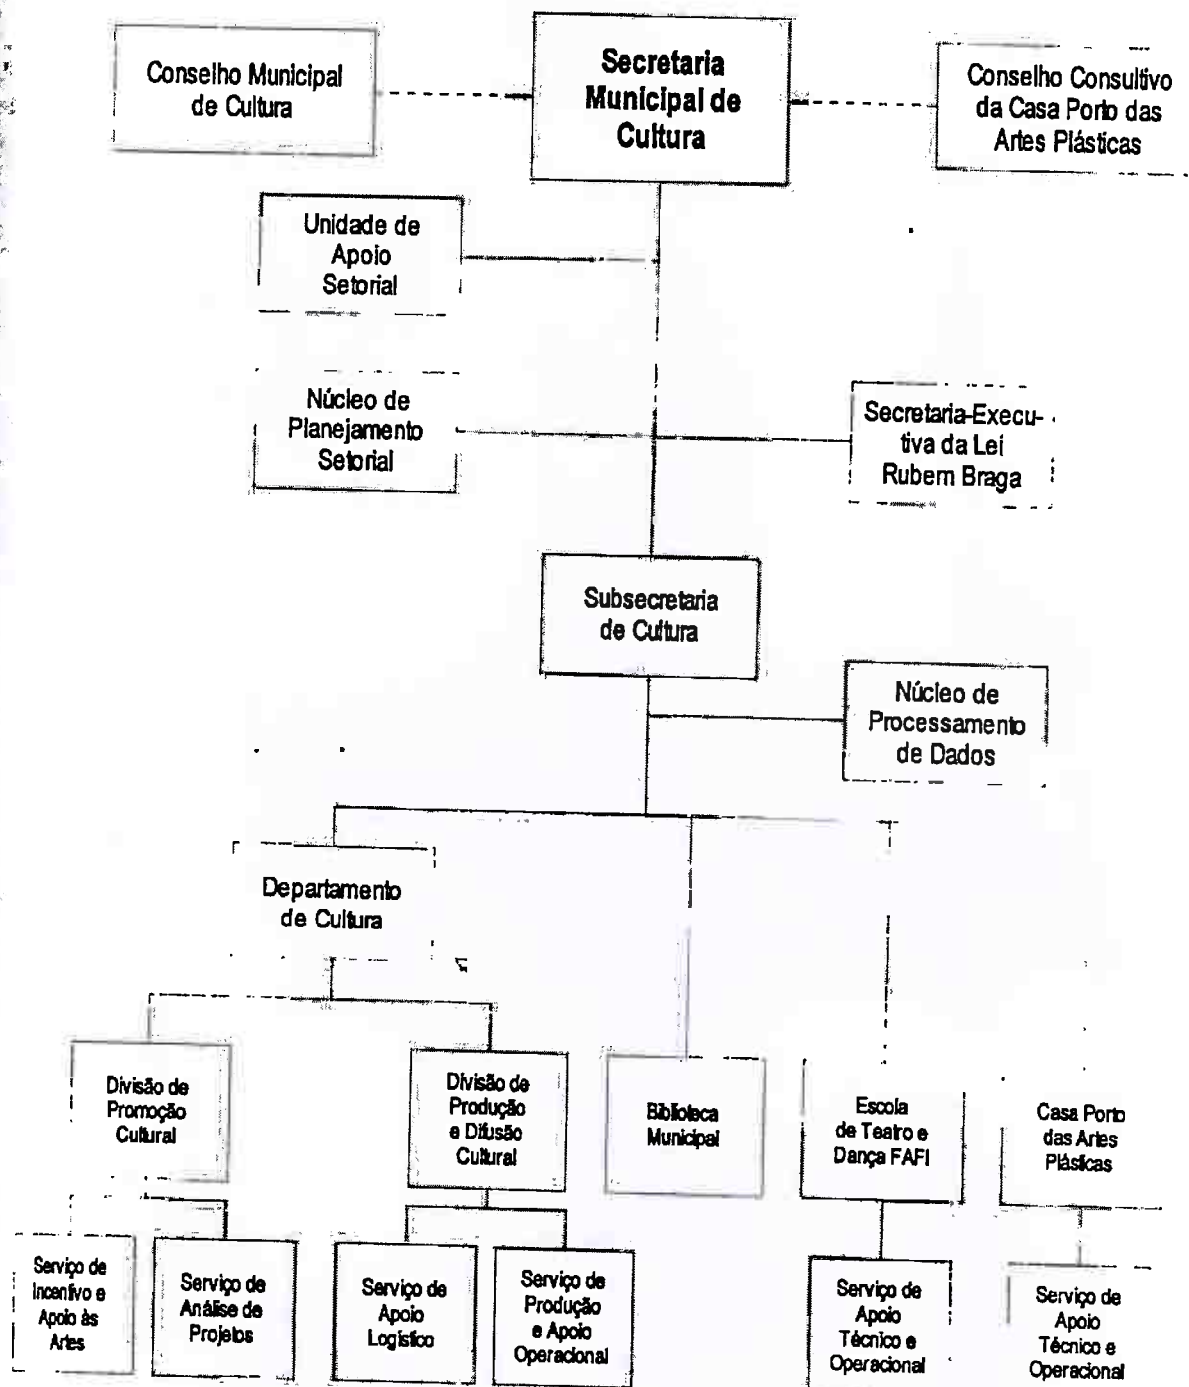 Conselho Municipal
de Cultura
Secretaria
Municipal de
Cultura
Conselho Consultivo
da Casa Porto das
Artes Plásticas
Unidade de
Apoio
Setorial
Núcleo de
Planejamento
Setorial
Secretaria-Execu-
tiva da Lei
Rubem Braga
Subsecretaria
de Cultura
Núcleo de
Processamento
de Dados
Departamento
de Cultura
Divisão de
Promoção
Cultural
Divisão de
Produção
e Difusão
Cultural
Biblioteca
Municipal
Escola
de Teatro e
Dança FAFI
Casa Porto
das Artes
Plásticas
Serviço de
Incentivo e
Apoio às
Artes
Serviço de
Análise de
Projetos
Serviço de
Apoio
Logístico
Serviço de
Produção
e Apoio
Operacional
Serviço de
Apoio
Técnico e
Operacional
Serviço de
Apoio
Técnico e
Operacional